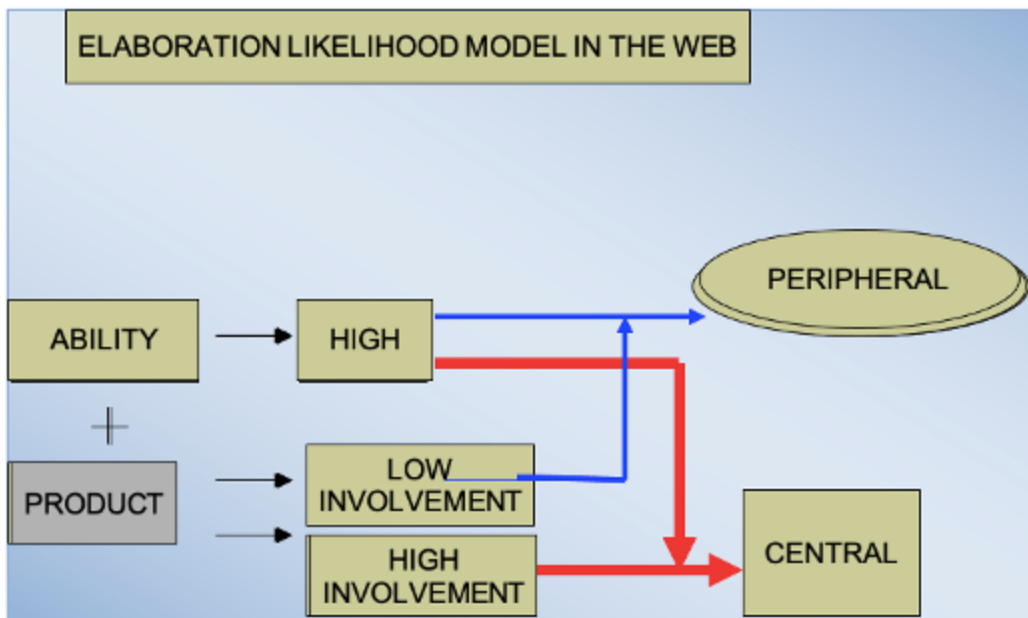 ELABORATION LIKELIHOOD MODEL IN THE WEB
PERIPHERAL
ABILITY
HIGH
+
PRODUCT
LOW
INVOLVEMENT
HIGH
INVOLVEMENT
CENTRAL